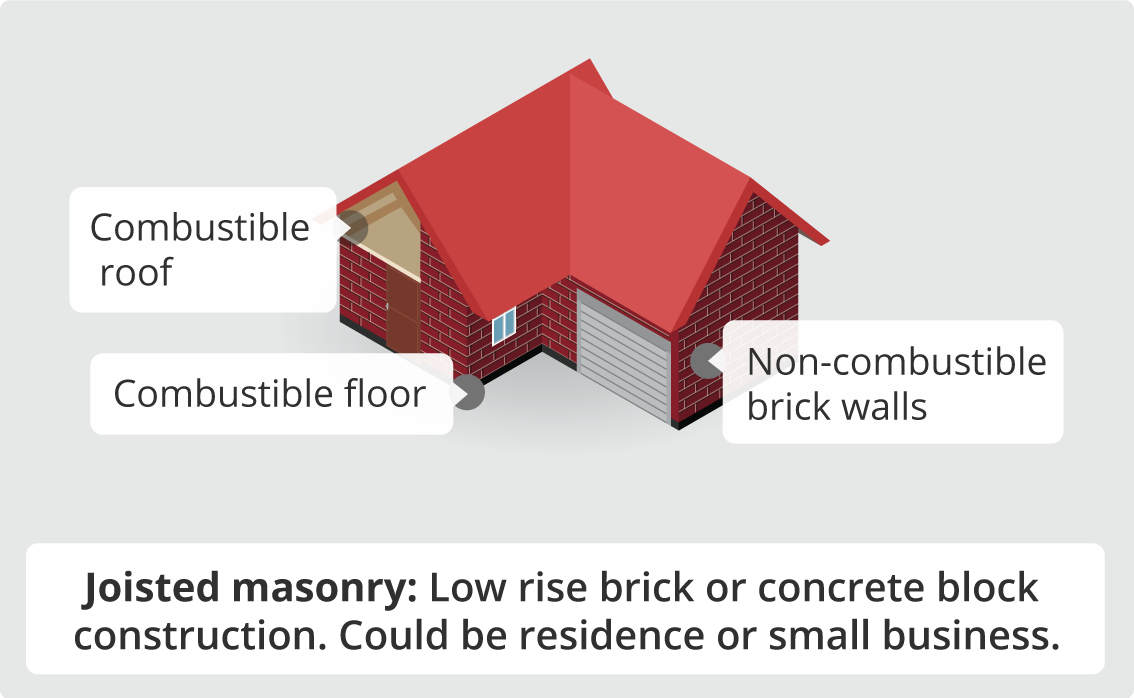 Combustible
roof
Combustible floor
Non-combustible
brick walls
Joisted masonry: Low rise brick or concrete block
construction. Could be residence or small business.